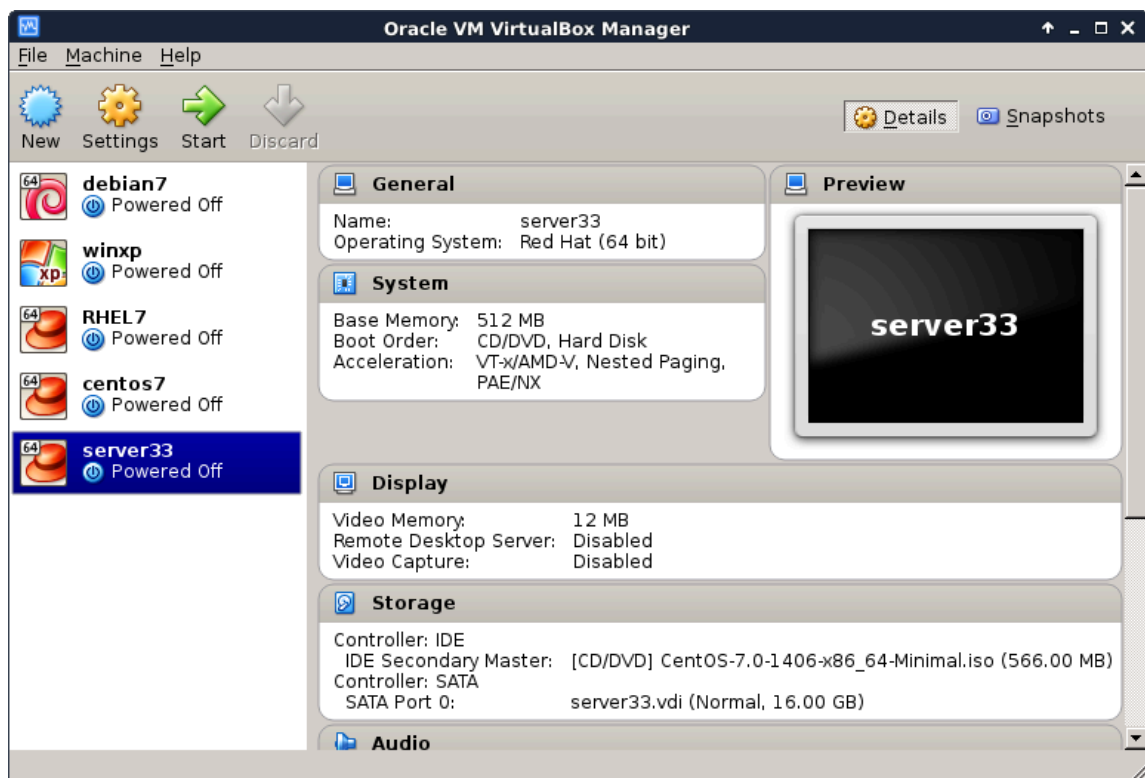 Oracle VM VirtualBox Manager
File Machine Help
New Settings Start Discard
Details Snapshots
64 debian7
Powered Off
winxp
xp Powered Off
64 RHEL7
Powered Off
64 centos7
Powered Off
64 server33
Powered Off
General
Name: server33
Operating System: Red Hat (64 bit)
System
Base Memory: 512 MB
Boot Order: CD/DVD, Hard Disk
Acceleration: VT-x/AMD-V, Nested Paging,
PAE/NX
Preview
server33
Display
Video Memory: 12 MB
Remote Desktop Server: Disabled
Video Capture: Disabled
Storage
Controller: IDE
IDE Secondary Master: [CD/DVD] CentOS-7.0-1406-x86_64-Minimal.iso (566.00 MB)
Controller: SATA
SATA Port 0: server33.vdi (Normal, 16.00 GB)
Audio